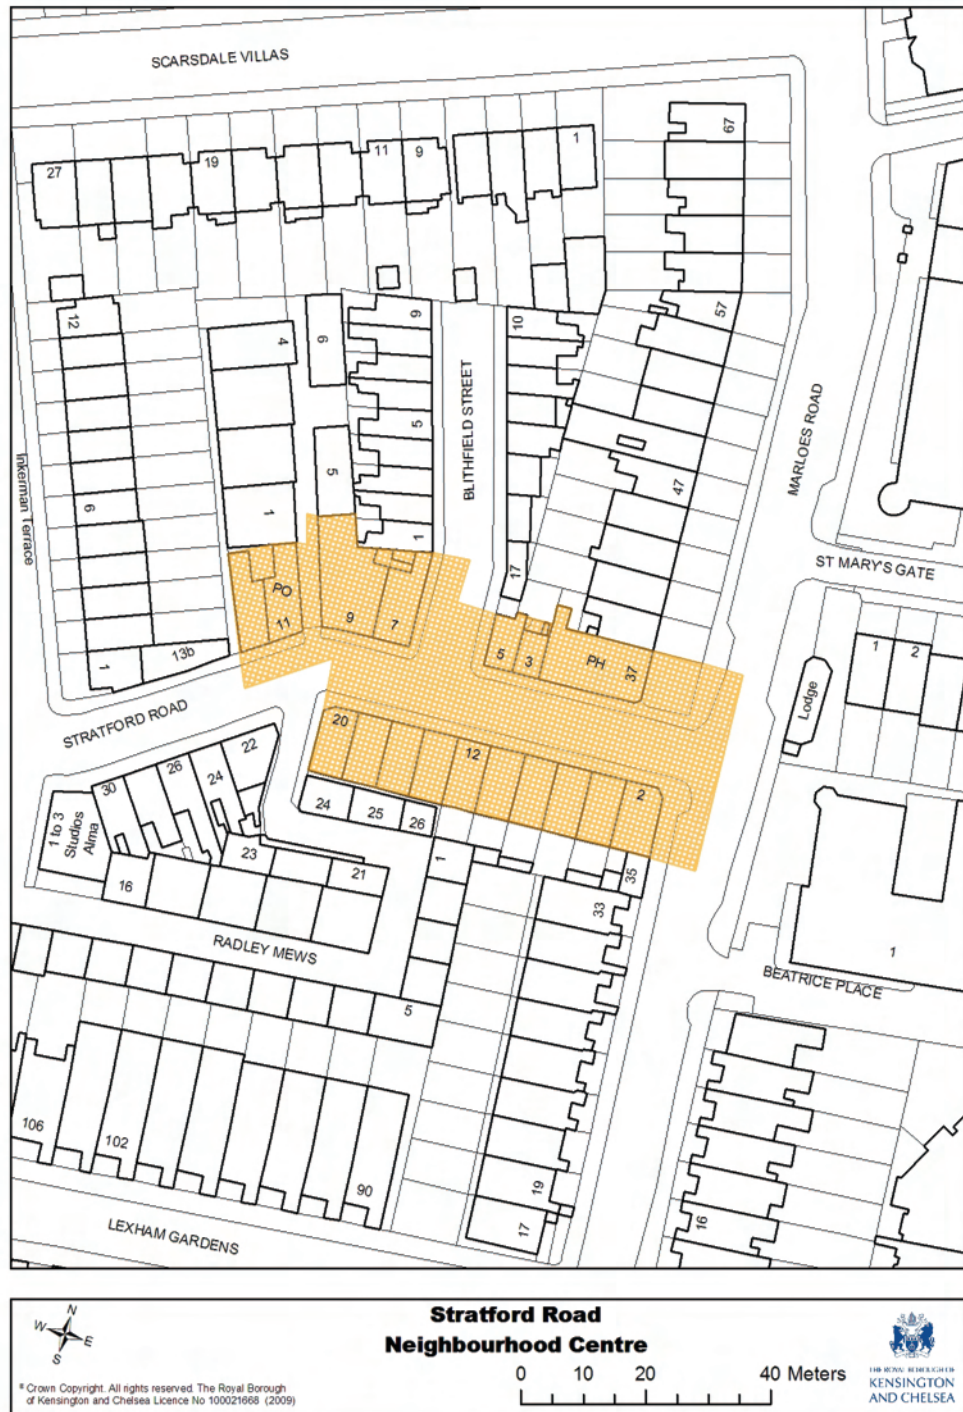 SCARSDALE VILLAS
67
1
11
9
19
27
12
57
9
6
10
4
BLITHFIELD STREET
MARLOES ROAD
5
47
5
Inkerman Terrace
6
1
1
ST MARY'S GATE
17
PO
11
9
7
5
3
PH
37
1
2
13b
1
Lodge
STRATFORD ROAD
20
12
2
22
26
24
30
24
25
26
1 to 3
Studios
Alma
23
21
1
35
16
33
RADLEY MEWS
1
BEATRICE PLACE
5
106
102
90
19
17
16
LEXHAM GARDENS
N
W
E
S
Stratford Road
Neighbourhood Centre
0 10 20 40 Meters
© Crown Copyright. All rights reserved. The Royal Borough
of Kensington and Chelsea Licence No 100021668 (2009)
THE ROYAL BOROUGH OF
KENSINGTON
AND CHELSEA